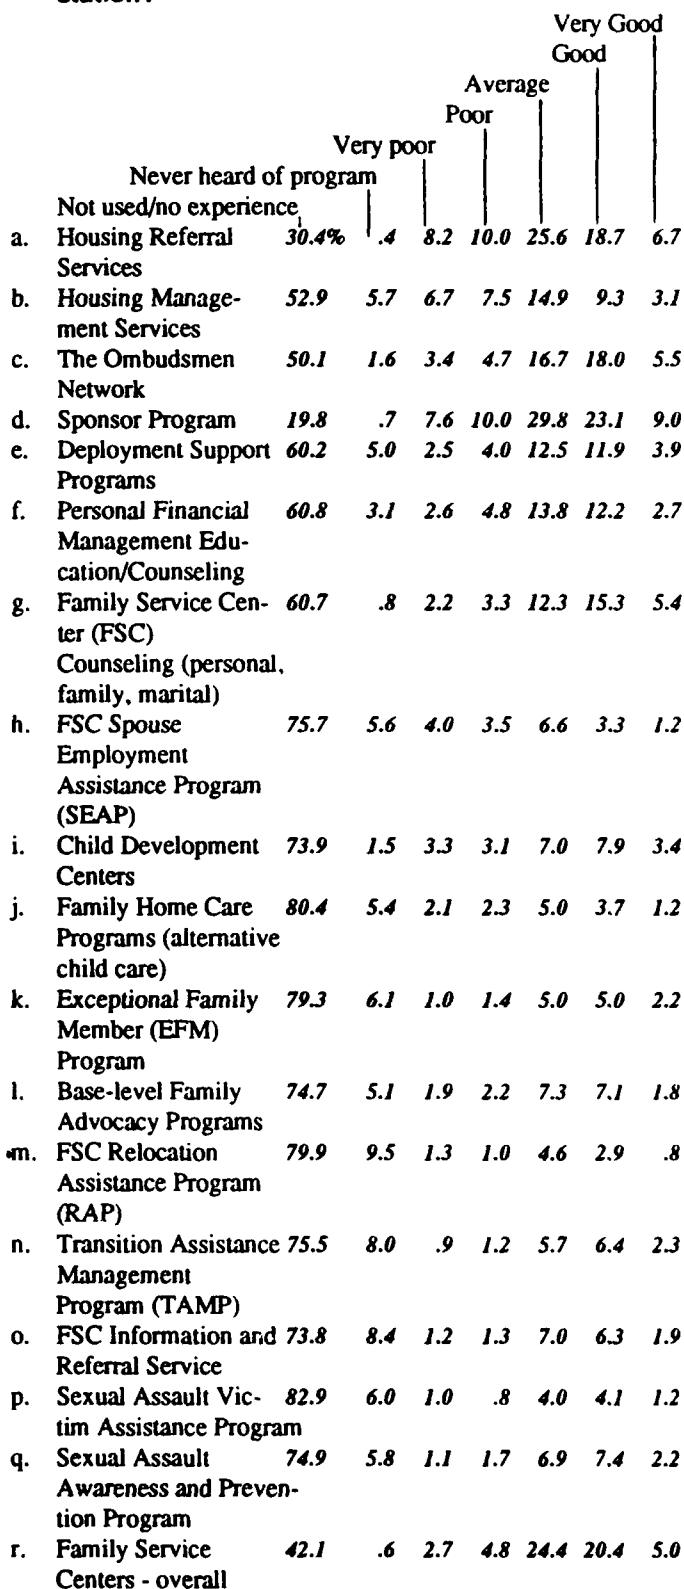 Very Good
Good
Average
Poor
Very poor
Never heard of program
Not used/no experience
a. Housing Referral 30.4% .4 8.2 10.0 25.6 18.7 6.7
Services
b. Housing Manage- 52.9 5.7 6.7 7.5 14.9 9.3 3.1
ment Services
c. The Ombudsmen 50.1 1.6 3.4 4.7 16.7 18.0 5.5
Network
d. Sponsor Program 19.8 .7 7.6 10.0 29.8 23.1 9.0
e. Deployment Support 60.2 5.0 2.5 4.0 12.5 11.9 3.9
Programs
f. Personal Financial 60.8 3.1 2.6 4.8 13.8 12.2 2.7
Management Edu-
cation/Counseling
g. Family Service Cen- 60.7 .8 2.2 3.3 12.3 15.3 5.4
ter (FSC)
Counseling (personal,
family, marital)
h. FSC Spouse 75.7 5.6 4.0 3.5 6.6 3.3 1.2
Employment
Assistance Program
(SEAP)
i. Child Development 73.9 1.5 3.3 3.1 7.0 7.9 3.4
Centers
j. Family Home Care 80.4 5.4 2.1 2.3 5.0 3.7 1.2
Programs (alternative
child care)
k. Exceptional Family 79.3 6.1 1.0 1.4 5.0 5.0 2.2
Member (EFM)
Program
l. Base-level Family 74.7 5.1 1.9 2.2 7.3 7.1 1.8
Advocacy Programs
m. FSC Relocation 79.9 9.5 1.3 1.0 4.6 2.9 .8
Assistance Program
(RAP)
n. Transition Assistance 75.5 8.0 .9 1.2 5.7 6.4 2.3
Management
Program (TAMP)
o. FSC Information and 73.8 8.4 1.2 1.3 7.0 6.3 1.9
Referral Service
p. Sexual Assault Vic- 82.9 6.0 1.0 .8 4.0 4.1 1.2
tim Assistance Program
q. Sexual Assault 74.9 5.8 1.1 1.7 6.9 7.4 2.2
Awareness and Preven-
tion Program
r. Family Service 42.1 .6 2.7 4.8 24.4 20.4 5.0
Centers - overall